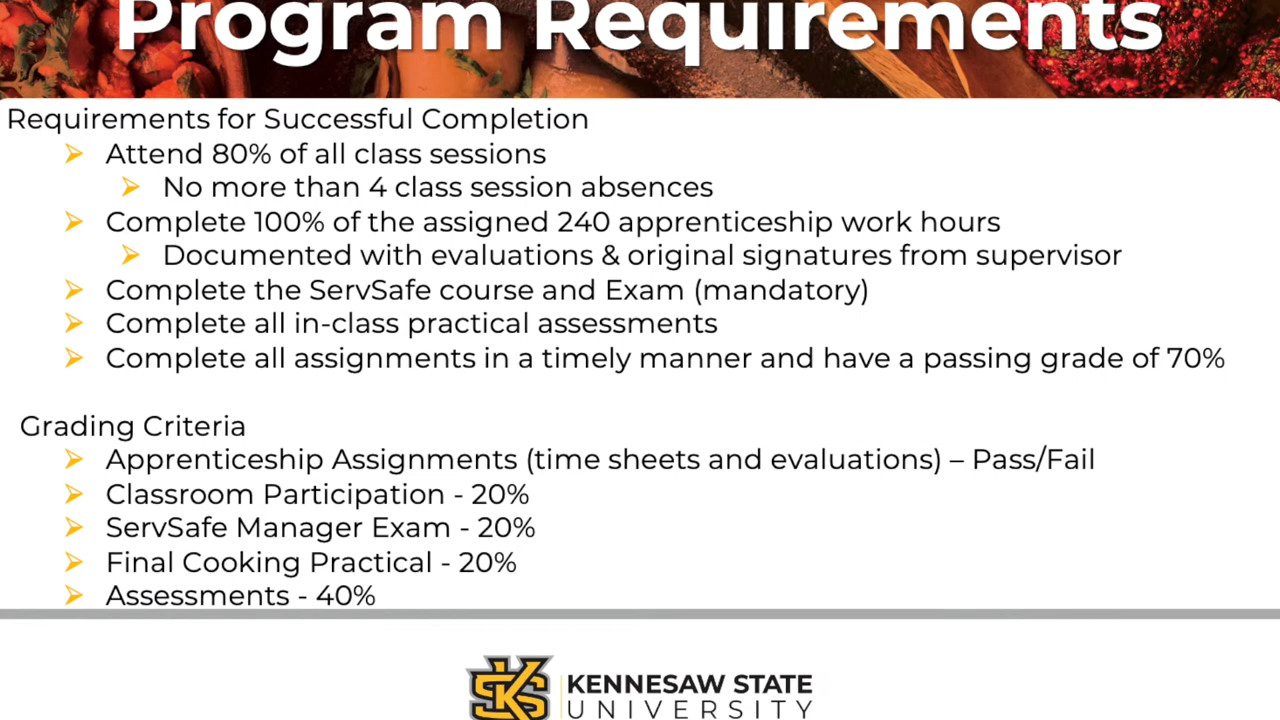 Program Requirements
Requirements for Successful Completion
➢ Attend 80% of all class sessions
➢ No more than 4 class session absences
➢ Complete 100% of the assigned 240 apprenticeship work hours
➢ Documented with evaluations & original signatures from supervisor
➢ Complete the ServSafe course and Exam (mandatory)
➢ Complete all in-class practical assessments
➢ Complete all assignments in a timely manner and have a passing grade of 70%
Grading Criteria
➢ Apprenticeship Assignments (time sheets and evaluations) – Pass/Fail
➢ Classroom Participation - 20%
➢ ServSafe Manager Exam - 20%
➢ Final Cooking Practical - 20%
➢ Assessments - 40%
KS
KENNESAW STATE
UNIVERSITY